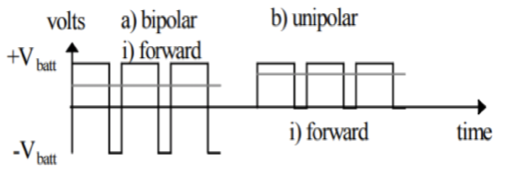 volts a) bipolar b) unipolar
+V batt i) forward
i) forward time
-V batt